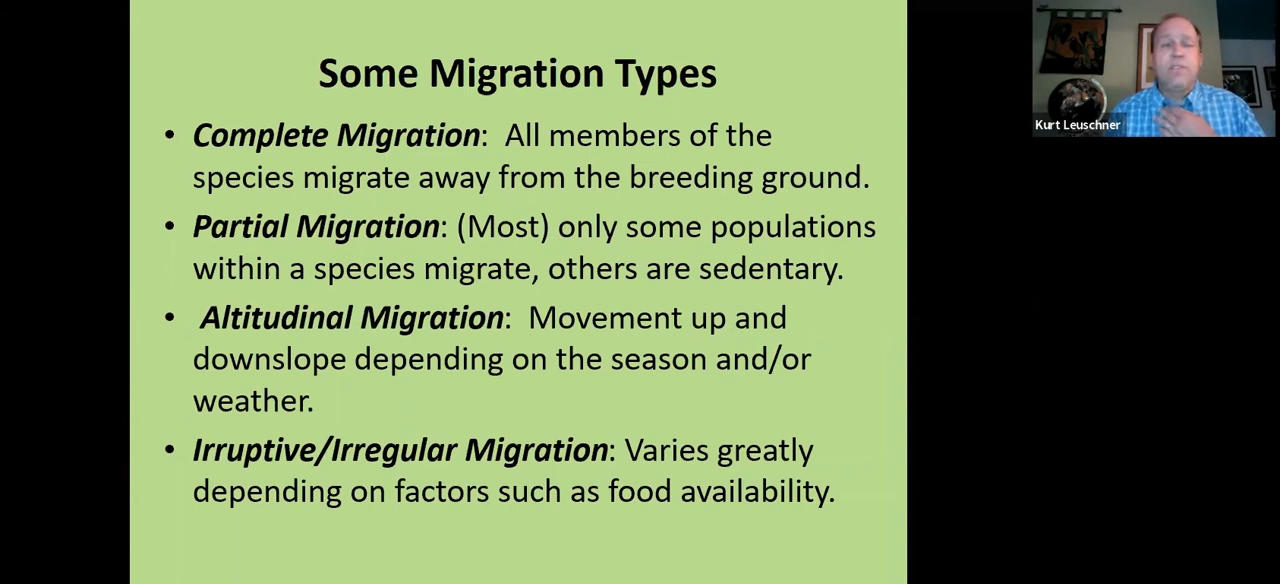 Some Migration Types
• Complete Migration: All members of the
species migrate away from the breeding ground.
• Partial Migration: (Most) only some populations
within a species migrate, others are sedentary.
• Altitudinal Migration: Movement up and
downslope depending on the season and/or
weather.
• Irruptive/Irregular Migration: Varies greatly
depending on factors such as food availability.
Kurt Leuschner